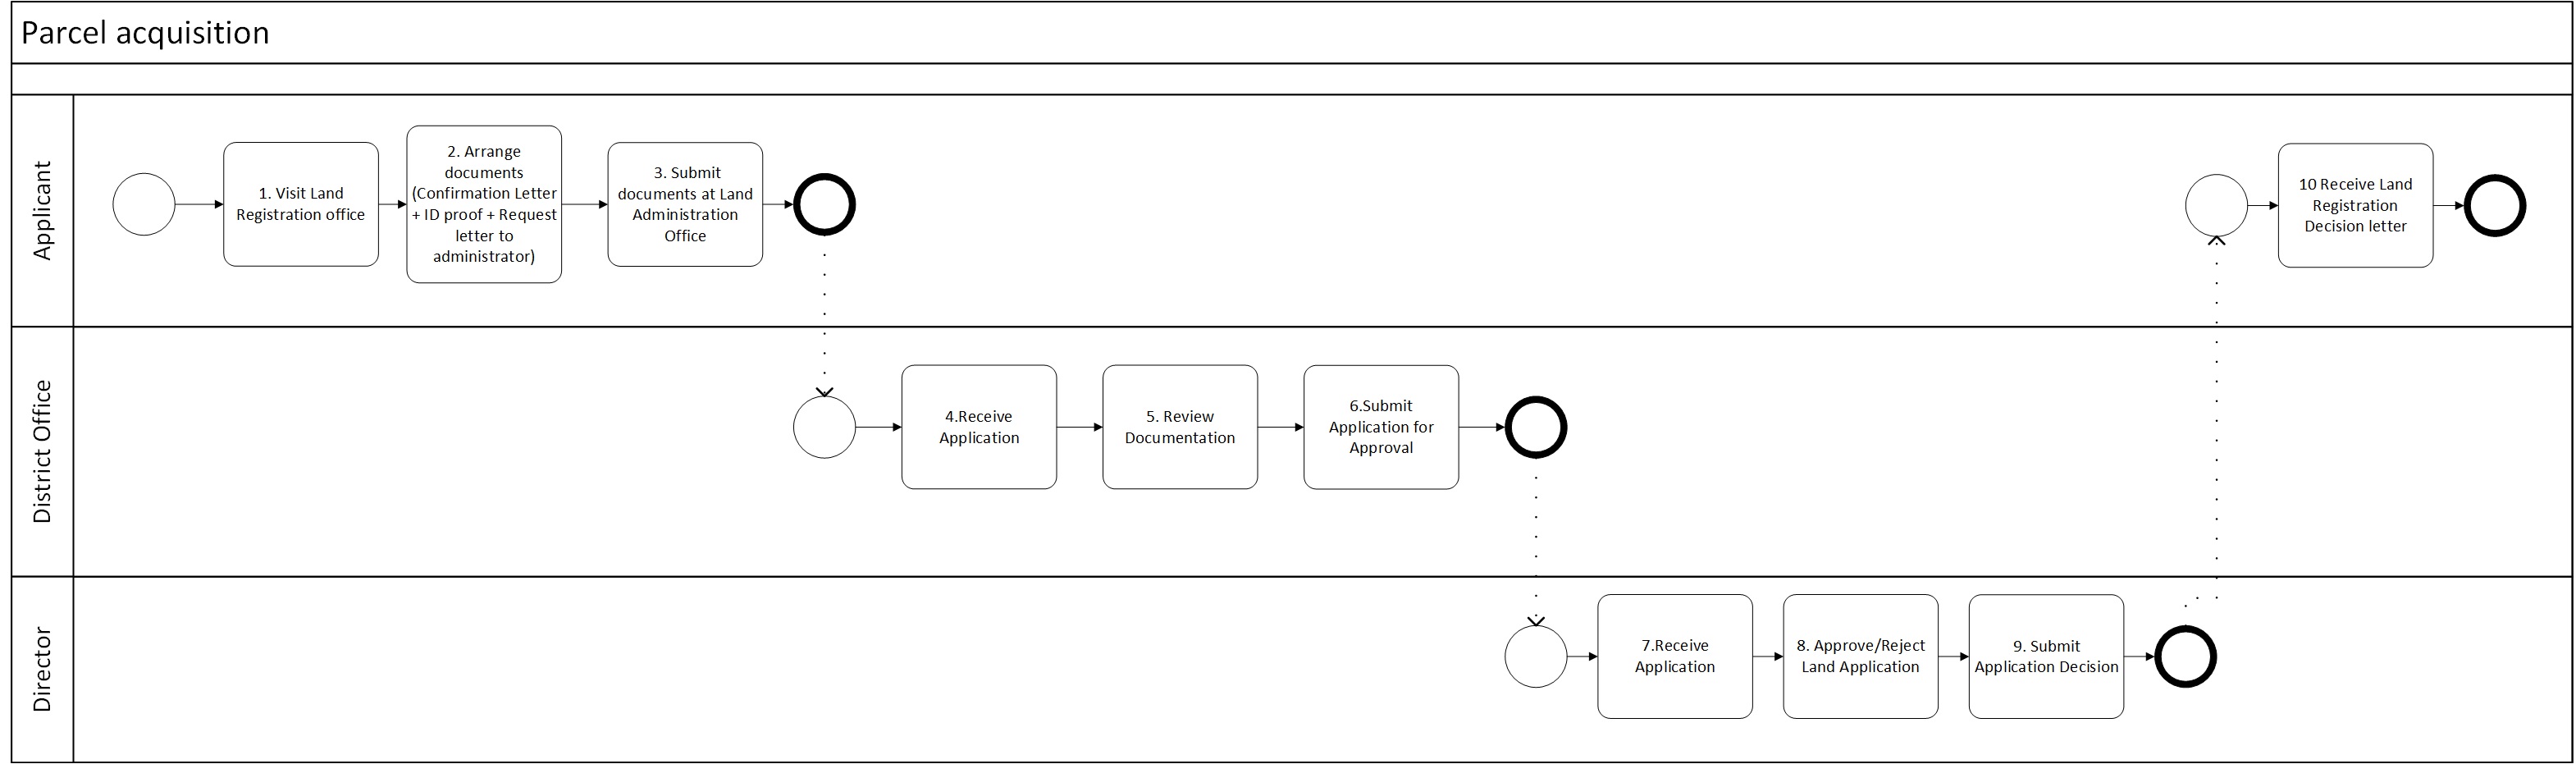 Parcel acquisition
Applicant
1. Visit Land
Registration office
2. Arrange
documents
(Confirmation Letter
+ ID proof + Request
letter to
administrator)
3. Submit
documents at Land
Administration
Office
10 Receive Land
Registration
Decision letter
District Office
4.Receive
Application
5. Review
Documentation
6.Submit
Application for
Approval
Director
7.Receive
Application
8. Approve/Reject
Land Application
9. Submit
Application Decision